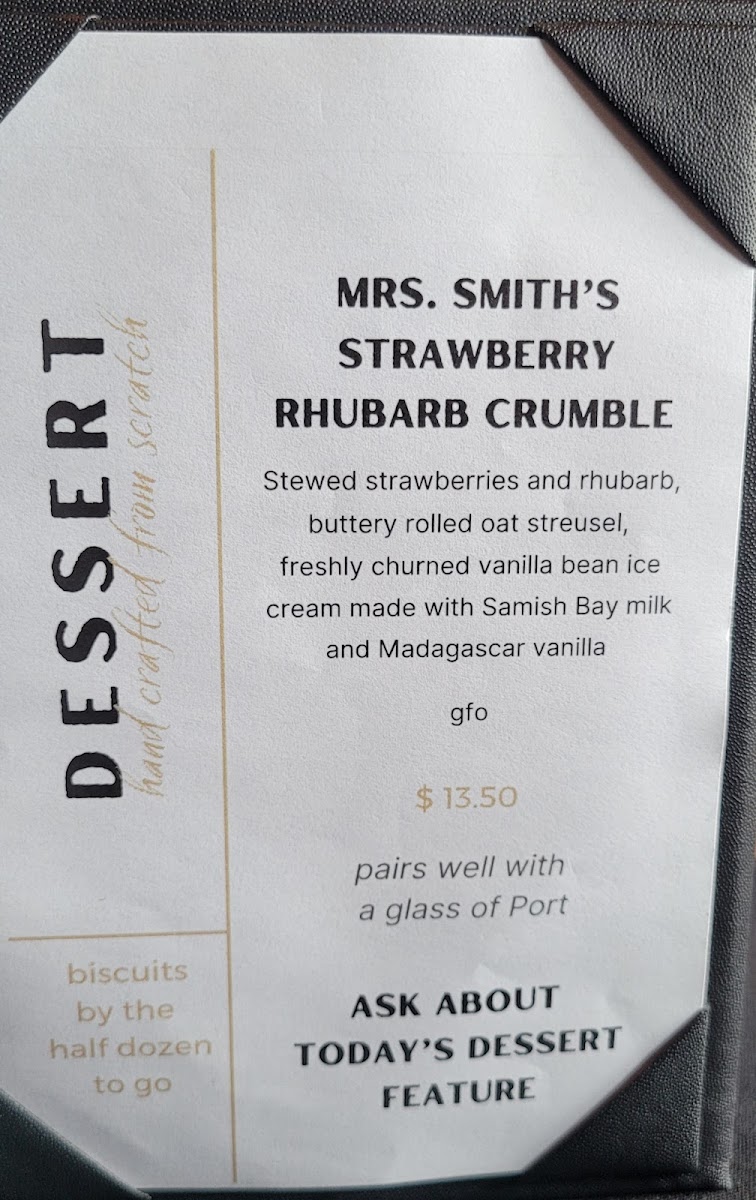 DESSERT
hand crafted from scratch
biscuits
by the
half dozen
to go
MRS. SMITH'S
STRAWBERRY
RHUBARB CRUMBLE
Stewed strawberries and rhubarb,
buttery rolled oat streusel,
freshly churned vanilla bean ice
cream made with Samish Bay milk
and Madagascar vanilla
gfo
$ 13.50
pairs well with
a glass of Port
ASK ABOUT
TODAY'S DESSERT
FEATURE